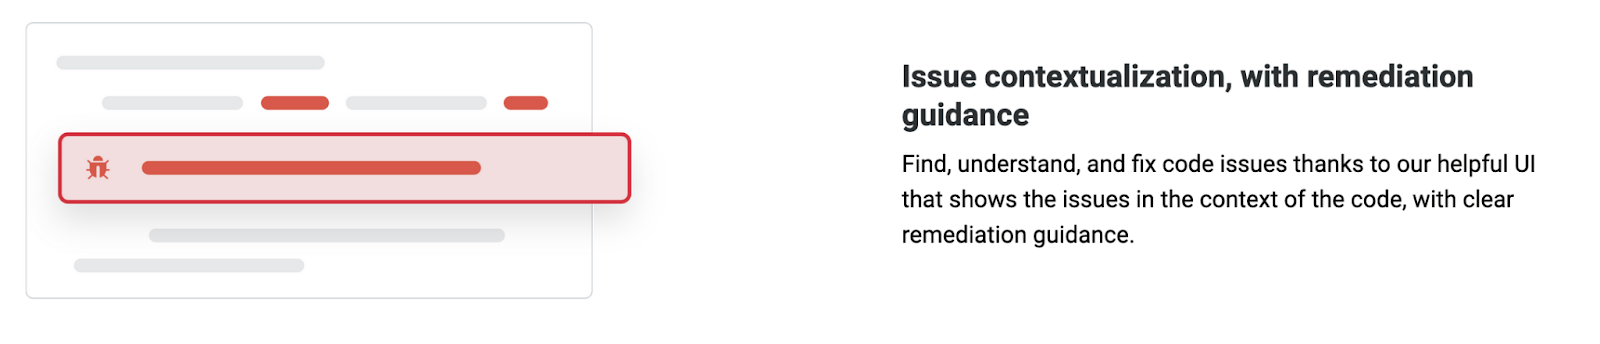 Issue contextualization, with remediation
guidance
Find, understand, and fix code issues thanks to our helpful UI
that shows the issues in the context of the code, with clear
remediation guidance.